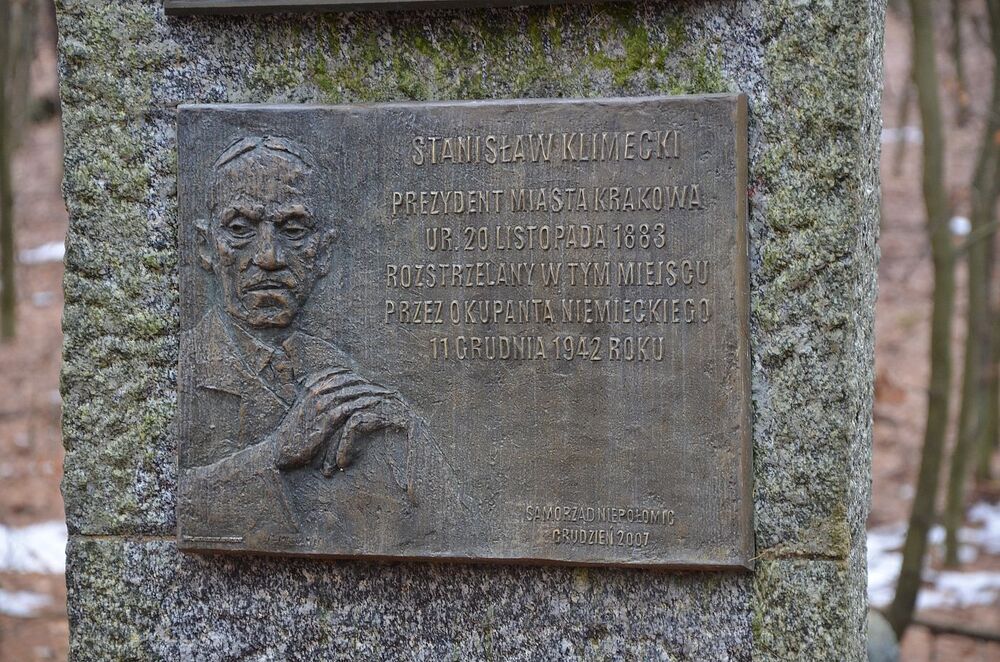 STANISŁAW KLIMECKI
PREZYDENT MIASTA KRAKOWA
UR. 20 LISTOPADA 1883
ROZSTRZELANY W TYM MIEJSCU
PRZEZ OKUPANTA NIEMIECKIEGO
11 GRUDNIA 1942 ROKU
SAMORZĄD NIEPOŁOMIC
GRUDZIEŃ 2007